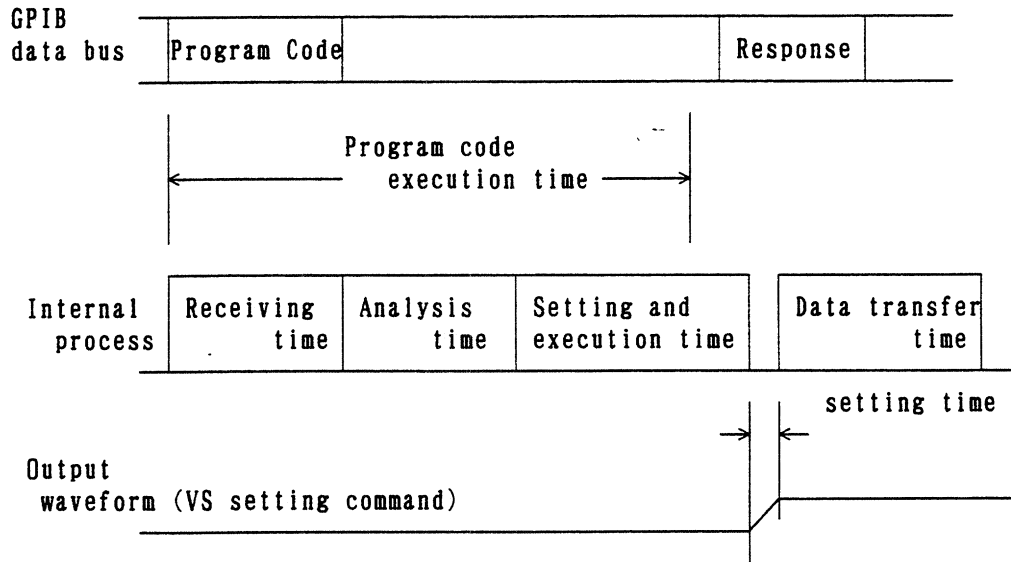 GPIB
data bus
Program Code
Response
Program code
execution time
Internal
process
Receiving
time
Analysis
time
Setting and
execution time
Data transfer
time
setting time
Output
waveform (VS setting command)